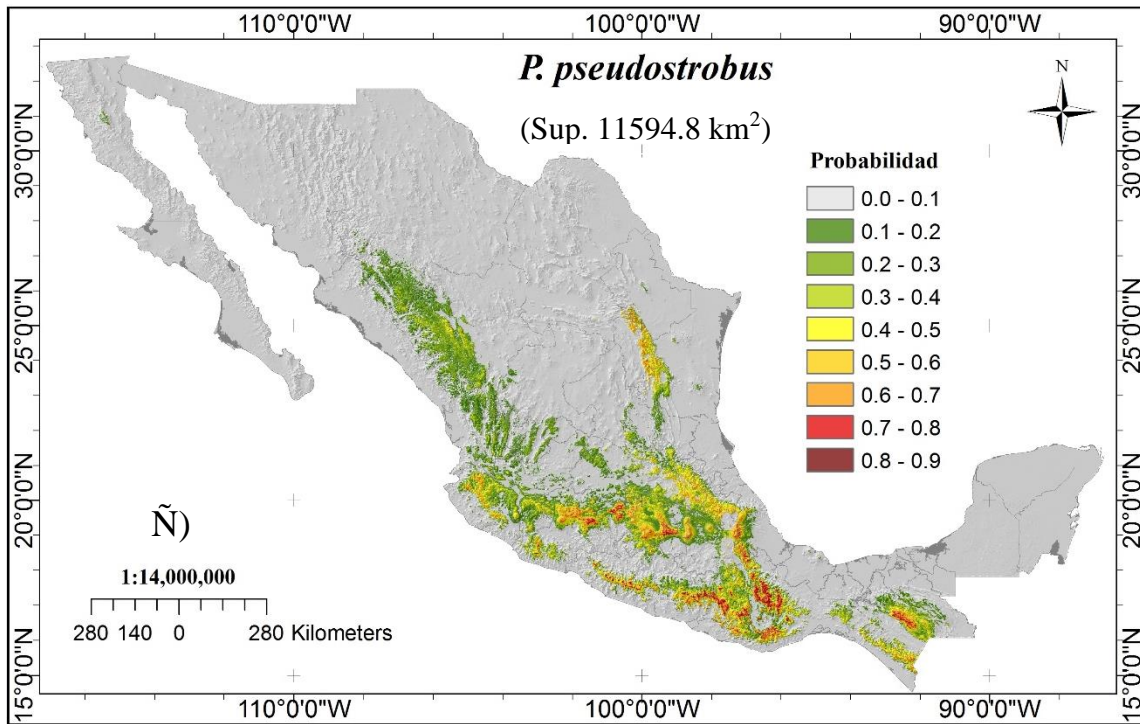 110°0'0"W
100°0'0"W
90°0'0"W
P. pseudostrobus
(Sup. 11594.8 km²)
N
Probabilidad
0.0 - 0.1
0.1 - 0.2
0.2 - 0.3
0.3 - 0.4
0.4 - 0.5
0.5 - 0.6
0.6 - 0.7
0.7 - 0.8
0.8 - 0.9
30°0'0"N
25°0'0"N
20°0'0"N
15°0'0"N
30°0'0"N
25°0'0"N
20°0'0"N
15°0'0"N
Ñ)
1:14,000,000
280 140 0 280 Kilometers
110°0'0"W
100°0'0"W
90°0'0"W